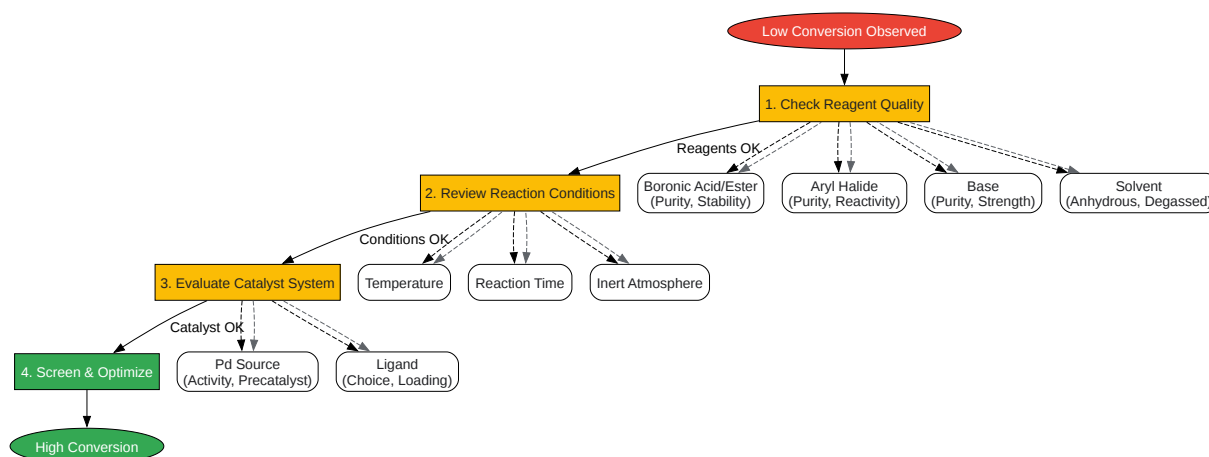 Low Conversion Observed
1. Check Reagent Quality
Reagents OK
Boronic Acid/Ester
(Purity, Stability)
Aryl Halide
(Purity, Reactivity)
Base
(Purity, Strength)
Solvent
(Anhydrous, Degassed)
2. Review Reaction Conditions
Conditions OK
Temperature
Reaction Time
Inert Atmosphere
3. Evaluate Catalyst System
Catalyst OK
Pd Source
(Activity, Precatalyst)
Ligand
(Choice, Loading)
4. Screen & Optimize
High Conversion